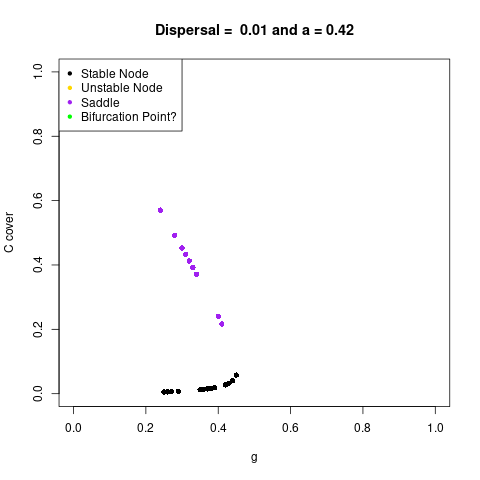 Dispersal =  0.01 and a = 0.42
Stable Node
Unstable Node
Saddle
Bifurcation Point?
C cover
1.0
0.8
0.6
0.4
0.2
0.0
0.0 0.2 0.4 0.6 0.8 1.0
g